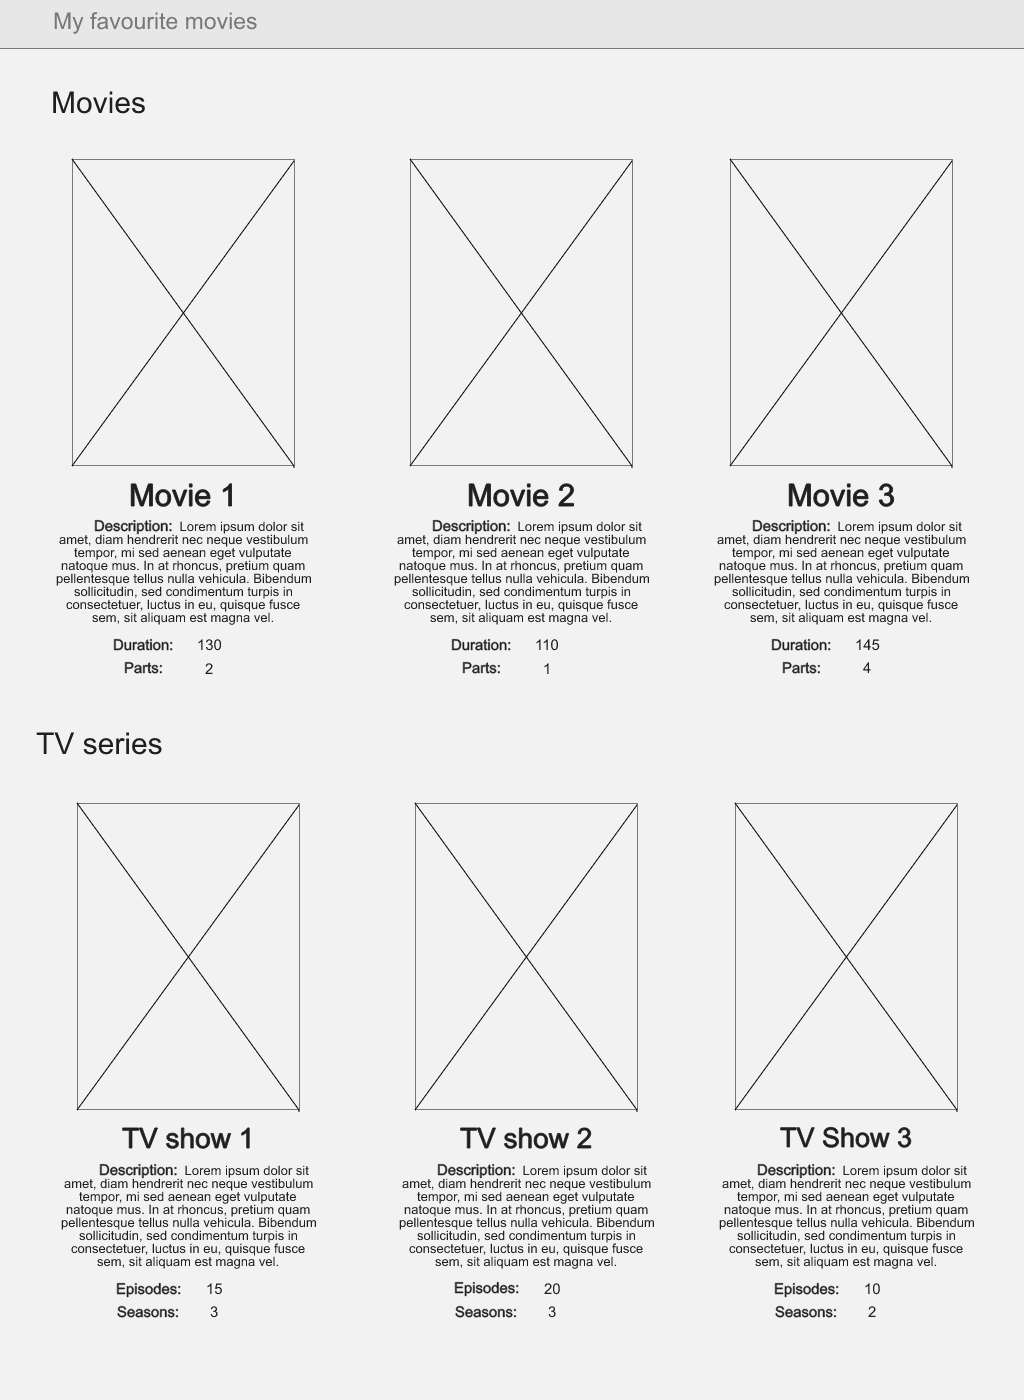 My favourite movies
Movies
Movie 1
Description: Lorem ipsum dolor sit
amet, diam hendrerit nec neque vestibulum
tempor, mi sed aenean eget vulputate
natoque mus. In at rhoncus, pretium quam
pellentesque tellus nulla vehicula. Bibendum
sollicitudin, sed condimentum turpis in
consectetuer, luctus in eu, quisque fusce
sem, sit aliquam est magna vel.
Duration: 130
Parts: 2
Movie 2
Description: Lorem ipsum dolor sit
amet, diam hendrerit nec neque vestibulum
tempor, mi sed aenean eget vulputate
natoque mus. In at rhoncus, pretium quam
pellentesque tellus nulla vehicula. Bibendum
sollicitudin, sed condimentum turpis in
consectetuer, luctus in eu, quisque fusce
sem, sit aliquam est magna vel.
Duration: 110
Parts: 1
Movie 3
Description: Lorem ipsum dolor sit
amet, diam hendrerit nec neque vestibulum
tempor, mi sed aenean eget vulputate
natoque mus. In at rhoncus, pretium quam
pellentesque tellus nulla vehicula. Bibendum
sollicitudin, sed condimentum turpis in
consectetuer, luctus in eu, quisque fusce
sem, sit aliquam est magna vel.
Duration: 145
Parts: 4
TV series
TV show 1
Description: Lorem ipsum dolor sit
amet, diam hendrerit nec neque vestibulum
tempor, mi sed aenean eget vulputate
natoque mus. In at rhoncus, pretium quam
pellentesque tellus nulla vehicula. Bibendum
sollicitudin, sed condimentum turpis in
consectetuer, luctus in eu, quisque fusce
sem, sit aliquam est magna vel.
Episodes: 15
Seasons: 3
TV show 2
Description: Lorem ipsum dolor sit
amet, diam hendrerit nec neque vestibulum
tempor, mi sed aenean eget vulputate
natoque mus. In at rhoncus, pretium quam
pellentesque tellus nulla vehicula. Bibendum
sollicitudin, sed condimentum turpis in
consectetuer, luctus in eu, quisque fusce
sem, sit aliquam est magna vel.
Episodes: 20
Seasons: 3
TV Show 3
Description: Lorem ipsum dolor sit
amet, diam hendrerit nec neque vestibulum
tempor, mi sed aenean eget vulputate
natoque mus. In at rhoncus, pretium quam
pellentesque tellus nulla vehicula. Bibendum
sollicitudin, sed condimentum turpis in
consectetuer, luctus in eu, quisque fusce
sem, sit aliquam est magna vel.
Episodes: 10
Seasons: 2